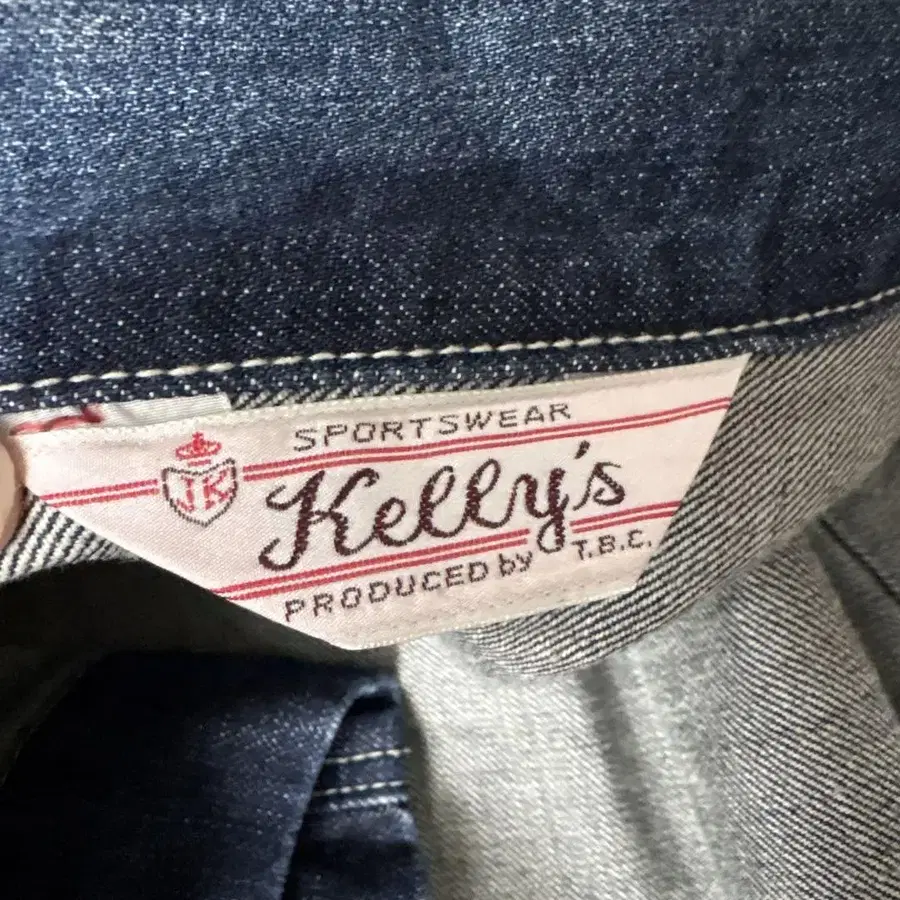 SPORTSWEAR
JK
Kelly's
PRODUCED by T.B.C.